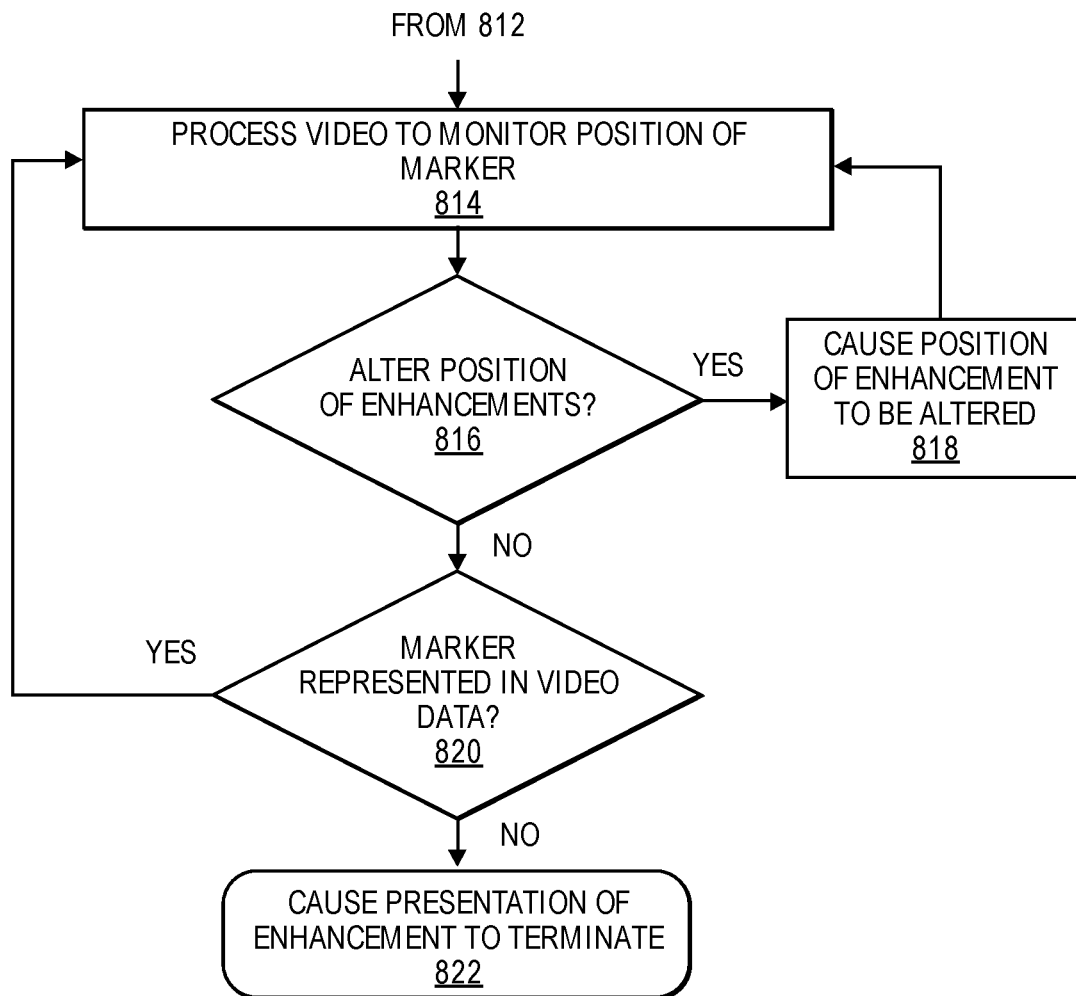 FROM 812
PROCESS VIDEO TO MONITOR POSITION OF
MARKER
814
ALTER POSITION
OF ENHANCEMENTS?
816
YES
CAUSE POSITION
OF ENHANCEMENT
TO BE ALTERED
818
NO
MARKER
REPRESENTED IN VIDEO
DATA?
820
YES
NO
CAUSE PRESENTATION OF
ENHANCEMENT TO TERMINATE
822